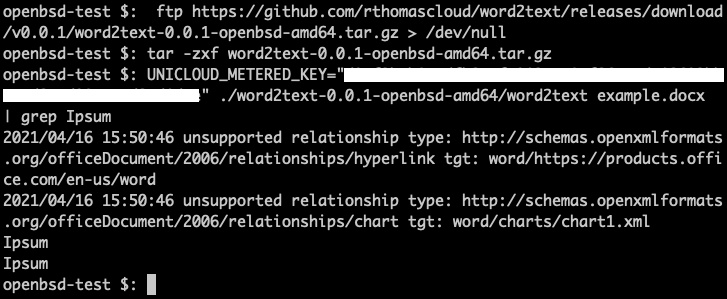 openbsd-test $:  ftp https://github.com/rthomascloud/word2text/releases/download
/v0.0.1/word2text-0.0.1-openbsd-amd64.tar.gz > /dev/null
openbsd-test $: tar -zxf word2text-0.0.1-openbsd-amd64.tar.gz
openbsd-test $: UNICLOUD_METERED_KEY="
" ./word2text-0.0.1-openbsd-amd64/word2text example.docx
| grep Ipsum
2021/04/16 15:50:46 unsupported relationship type: http://schemas.openxmlformats
.org/officeDocument/2006/relationships/hyperlink tgt: word/https://products.offi
ce.com/en-us/word
2021/04/16 15:50:46 unsupported relationship type: http://schemas.openxmlformats
.org/officeDocument/2006/relationships/chart tgt: word/charts/chart1.xml
Ipsum
Ipsum
openbsd-test $: